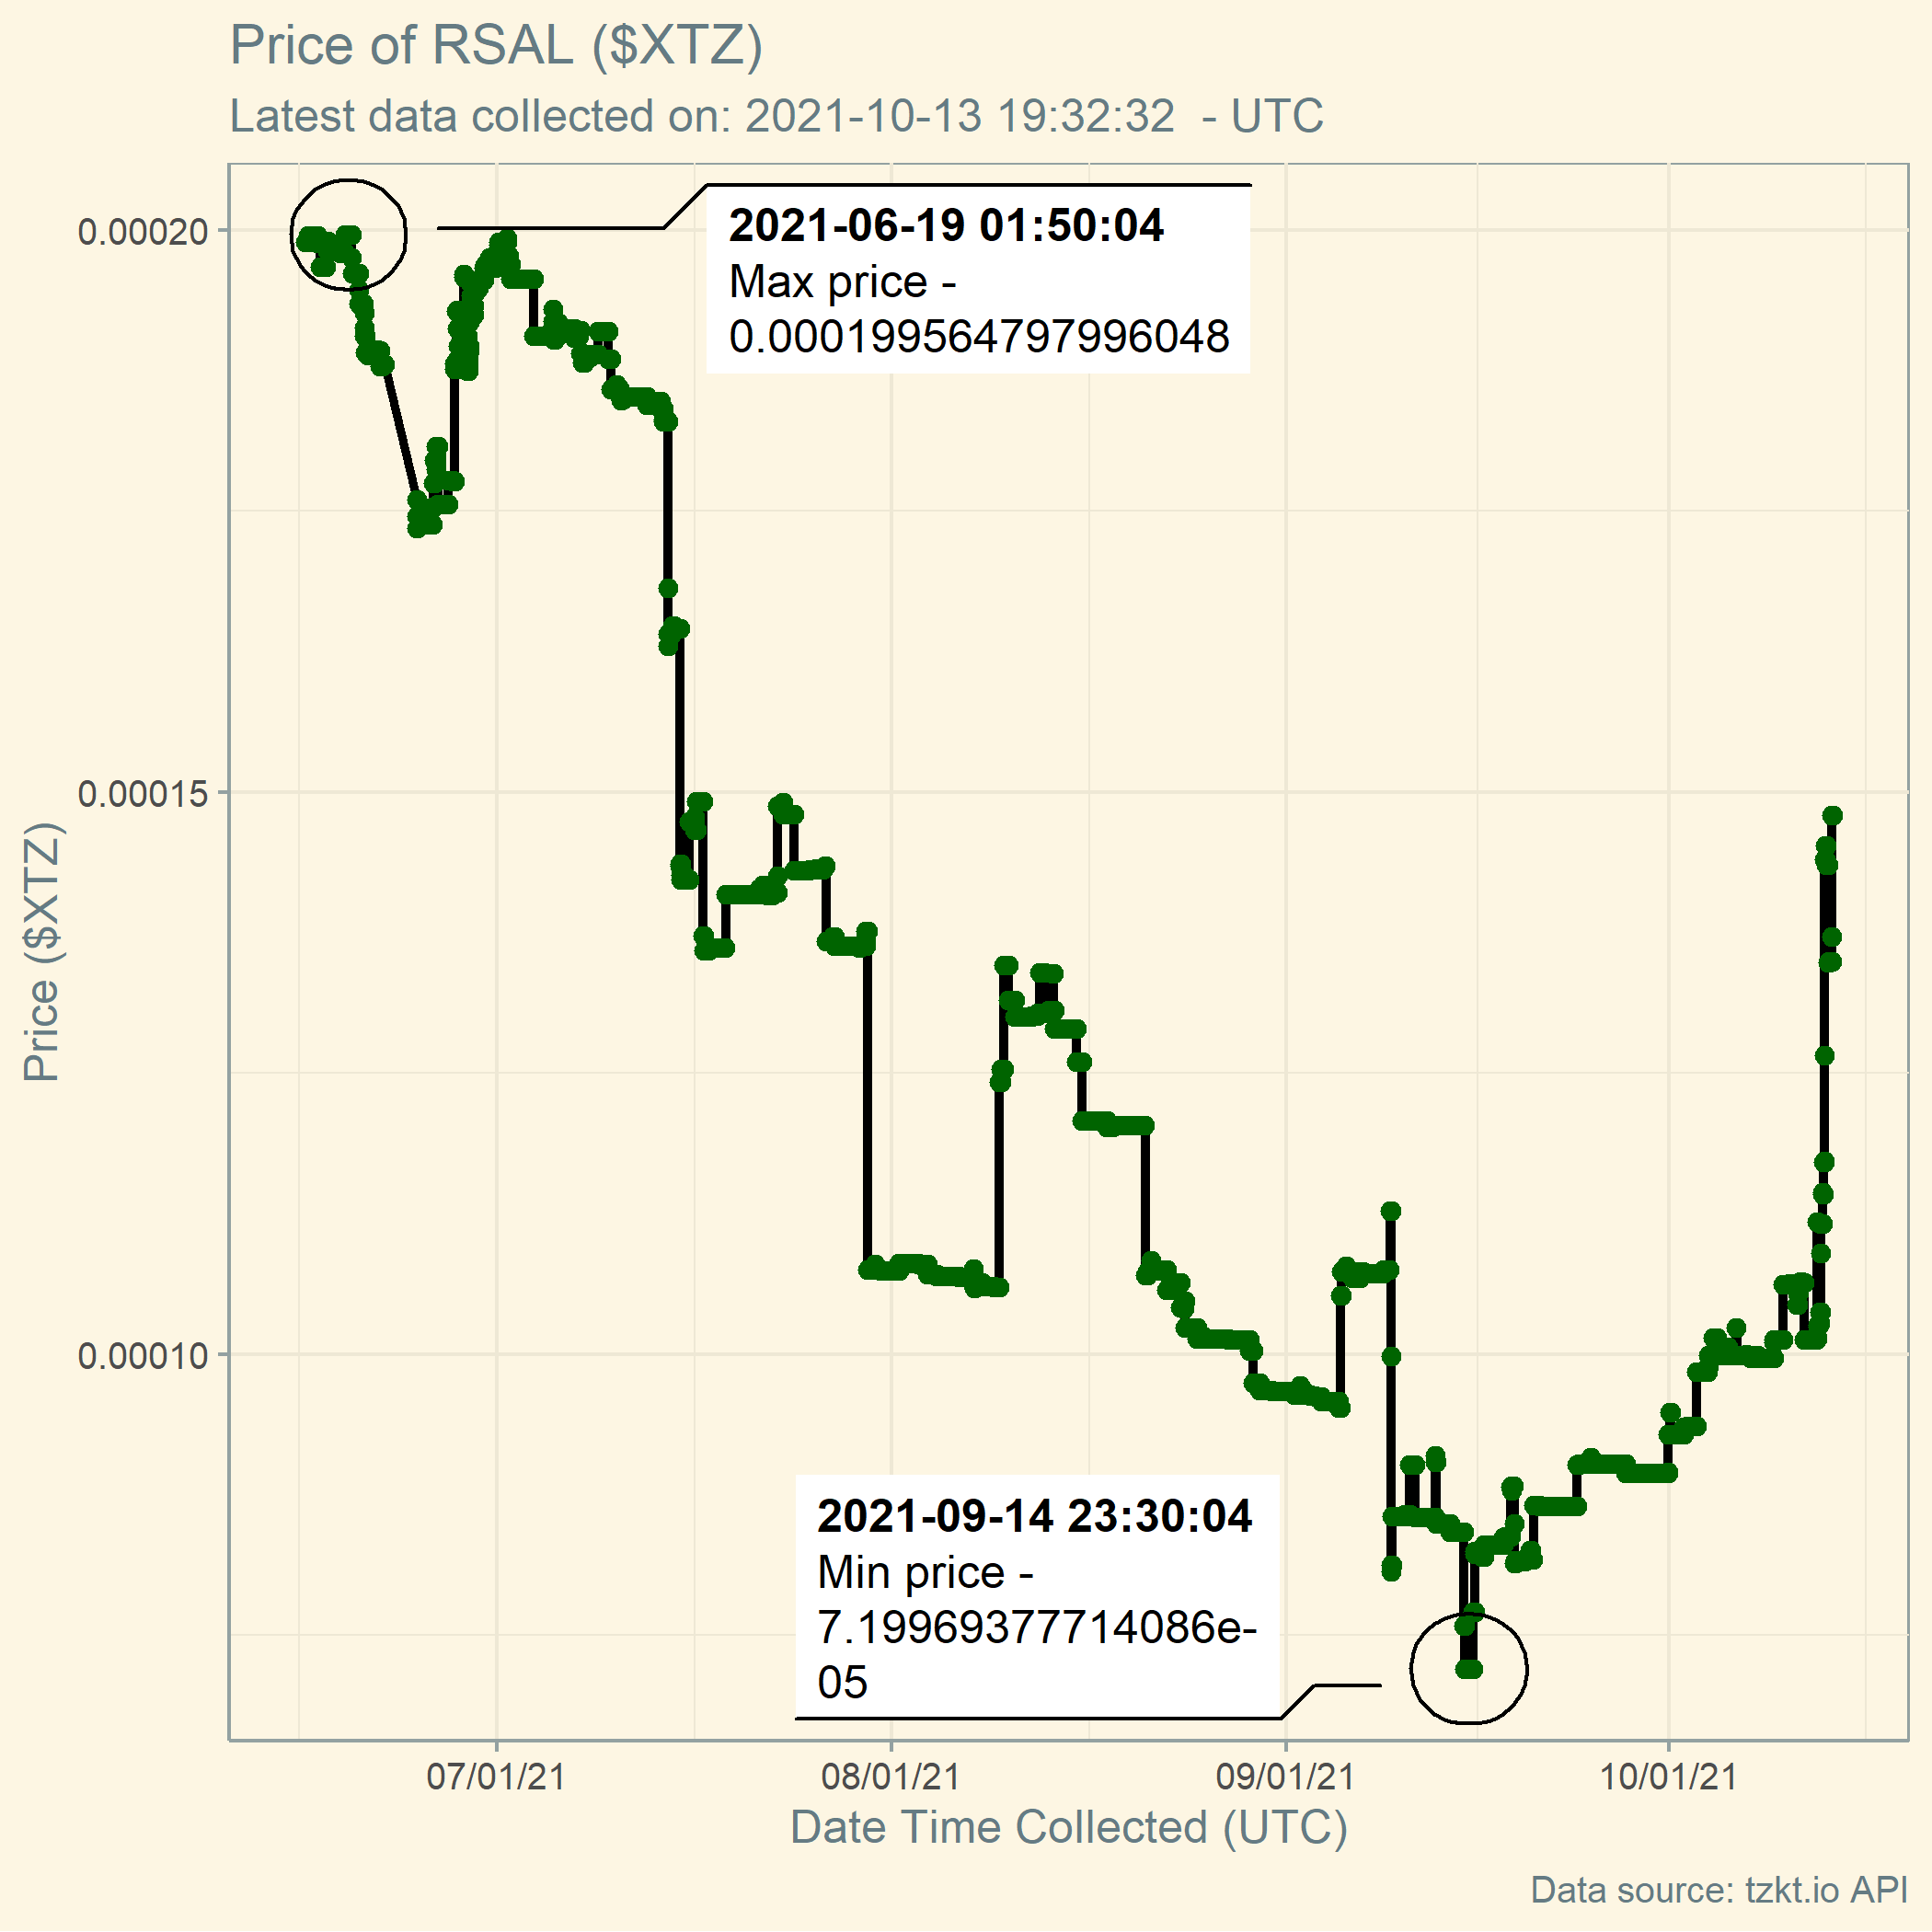 Price of RSAL ($XTZ)
Latest data collected on: 2021-10-13 19:32:32  - UTC
0.00020
0.00015
0.00010
Price ($XTZ)
2021-06-19 01:50:04
Max price -
0.000199564797996048
2021-09-14 23:30:04
Min price -
7.19969377714086e-
05
07/01/21
08/01/21
09/01/21
10/01/21
Date Time Collected (UTC)
Data source: tzkt.io API